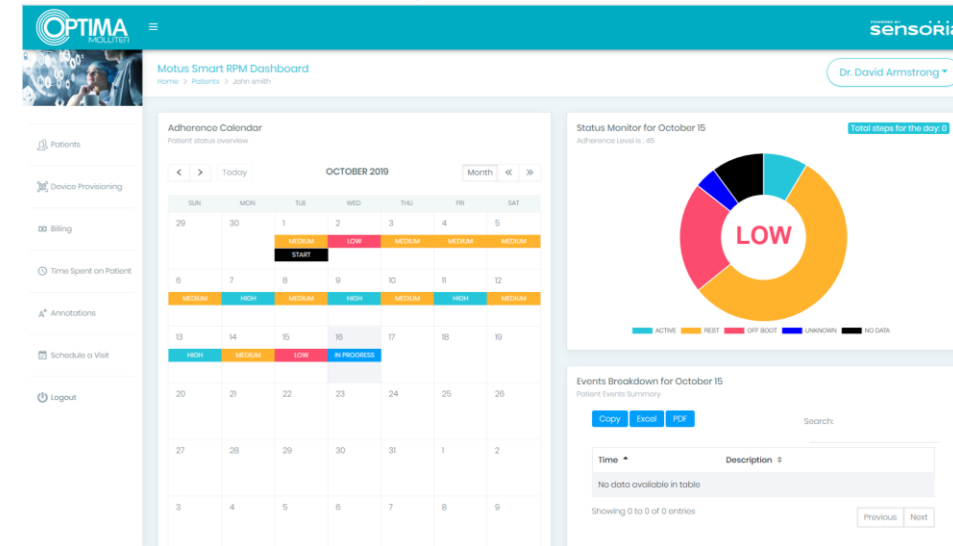 OPTIMA
MOLLITER
POWERED BY
sensoria
Motus Smart RPM Dashboard
Home > Patients > John smith
Dr. David Armstrong
Patients
Device Provisioning
Billing
Time Spent on Patient
Annotations
Schedule a Visit
Logout
Adherence Calendar
Patient status overview
< > Today
OCTOBER 2019
Month « »
SUN MON TUE WED THU FRI SAT
29 30 1 2 3 4 5
MEDIUM LOW MEDIUM MEDIUM MEDIUM
START
6 7 8 9 10 11 12
MEDIUM HIGH MEDIUM HIGH MEDIUM HIGH MEDIUM
13 14 15 16 17 18 19
HIGH MEDIUM LOW IN PROGRESS
20 21 22 23 24 25 26
27 28 29 30 31 1 2
3 4 5 6 7 8 9
Status Monitor for October 15
Total steps for the day: 0
Adherence Level is : 45
LOW
ACTIVE REST OFF BOOT UNKNOWN NO DATA
Events Breakdown for October 15
Patient Events Summary
Copy Excel PDF
Search:
Time Description
No data available in table
Showing 0 to 0 of 0 entries
Previous Next